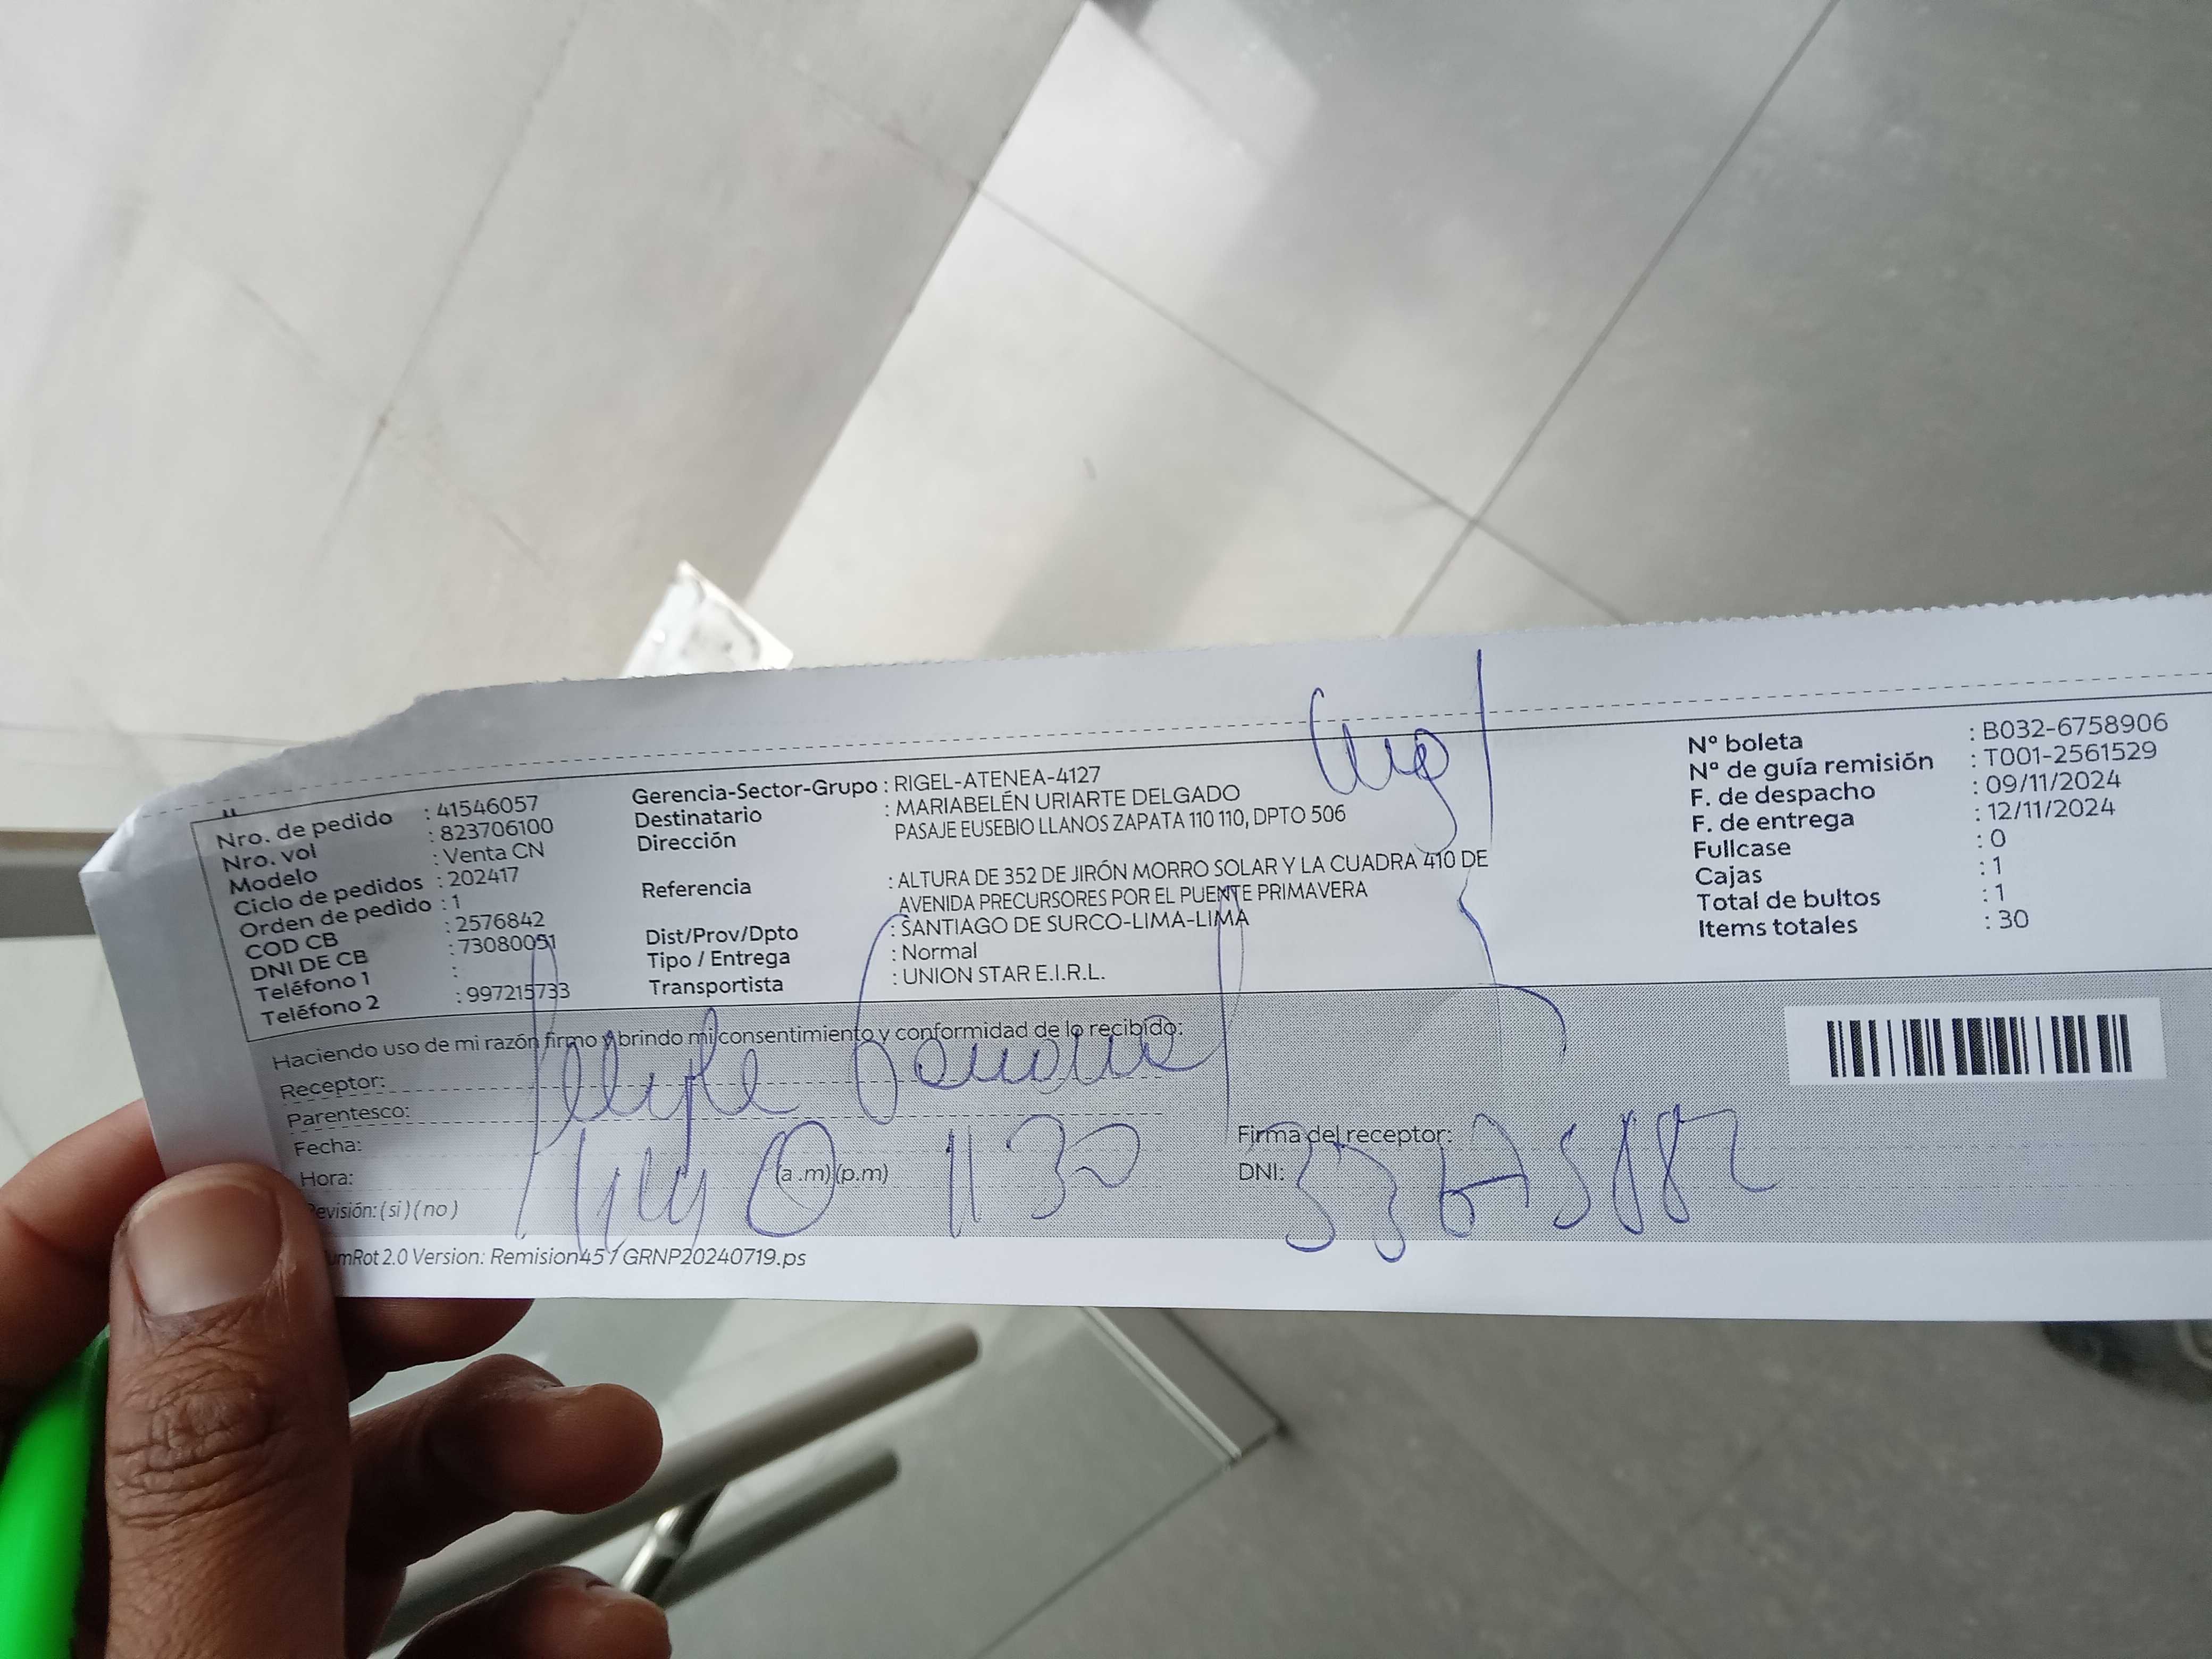 Nro. de pedido : 41546057
Nro. vol : 823706100
Modelo : Venta CN
Ciclo de pedidos : 202417
Orden de pedido : 1
COD CB : 2576842
DNI DE CB : 73080051
Teléfono 1 :
Teléfono 2 : 997215733
Gerencia-Sector-Grupo : RIGEL-ATENEA-4127
Destinatario : MARIABELÉN URIARTE DELGADO
Dirección PASAJE EUSEBIO LLANOS ZAPATA 110 110, DPTO 506
Referencia : ALTURA DE 352 DE JIRÓN MORRO SOLAR Y LA CUADRA 410 DE
AVENIDA PRECURSORES POR EL PUENTE PRIMAVERA
Dist/Prov/Dpto : SANTIAGO DE SURCO-LIMA-LIMA
Tipo / Entrega : Normal
Transportista : UNION STAR E.I.R.L.
N° boleta : B032-6758906
N° de guía remisión : T001-2561529
F. de despacho : 09/11/2024
F. de entrega : 12/11/2024
Fullcase : 0
Cajas : 1
Total de bultos : 1
Items totales : 30
Haciendo uso de mi razón firmo y brindo mi consentimiento y conformidad de lo recibido:
Receptor:
Parentesco:
Fecha:
Hora: (a.m)(p.m) 11 30
Firma del receptor:
DNI:
Revisión: ( si ) ( no )
umRot 2.0 Version: Remision45 / GRNP20240719.ps